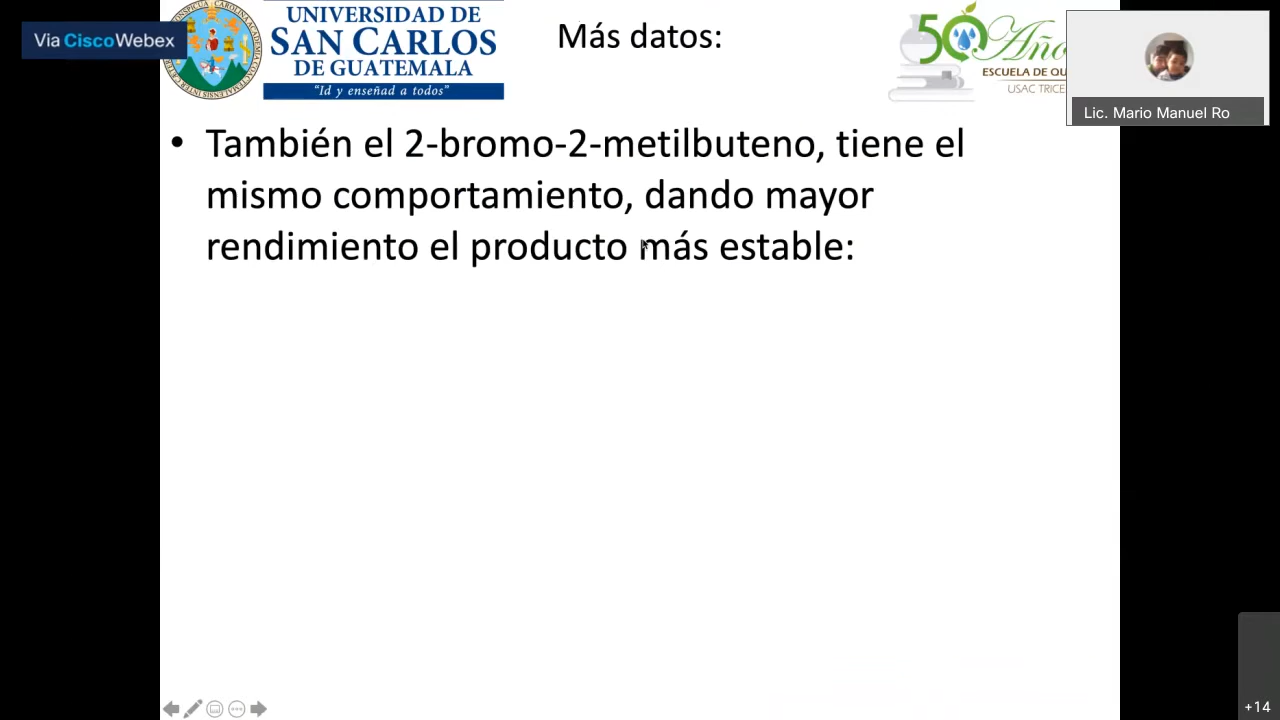 Via CiscoWebex
UNIVERSIDAD DE
SAN CARLOS
DE GUATEMALA
"Id y enseñad a todos"
Más datos:
50 Año
ESCUELA DE QU
USAC TRICE
Lic. Mario Manuel Ro
• También el 2-bromo-2-metilbuteno, tiene el
mismo comportamiento, dando mayor
rendimiento el producto más estable:
+14